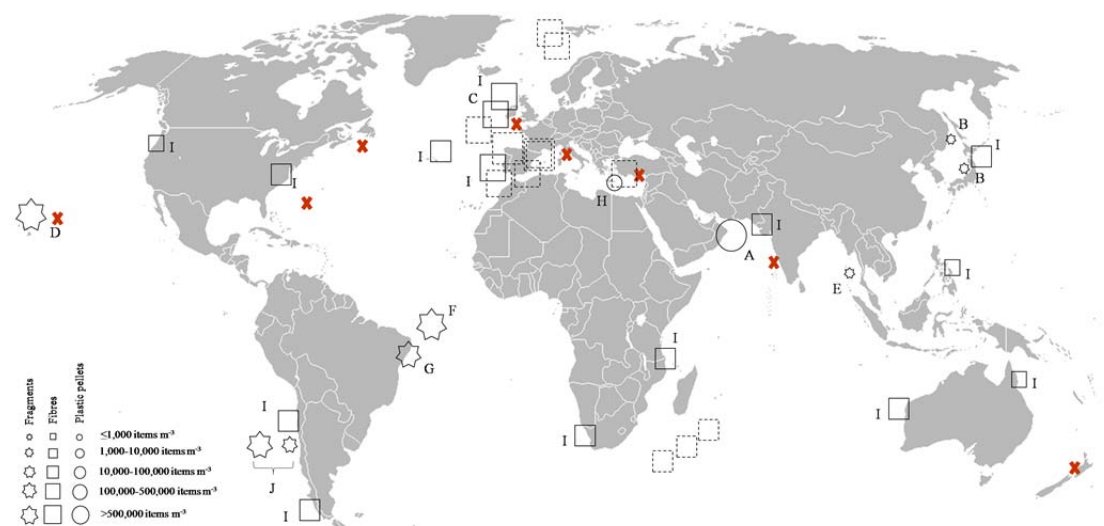 I
C
B
I
I
I
B
I
I
H
I
D
A
I
E
F
I
G
I
I
I
I
J
I
Fragments
Fibres
Plastic pellets
≤1,000 items m⁻³
1,000-10,000 items m⁻³
10,000-100,000 items m⁻³
100,000-500,000 items m⁻³
>500,000 items m⁻³